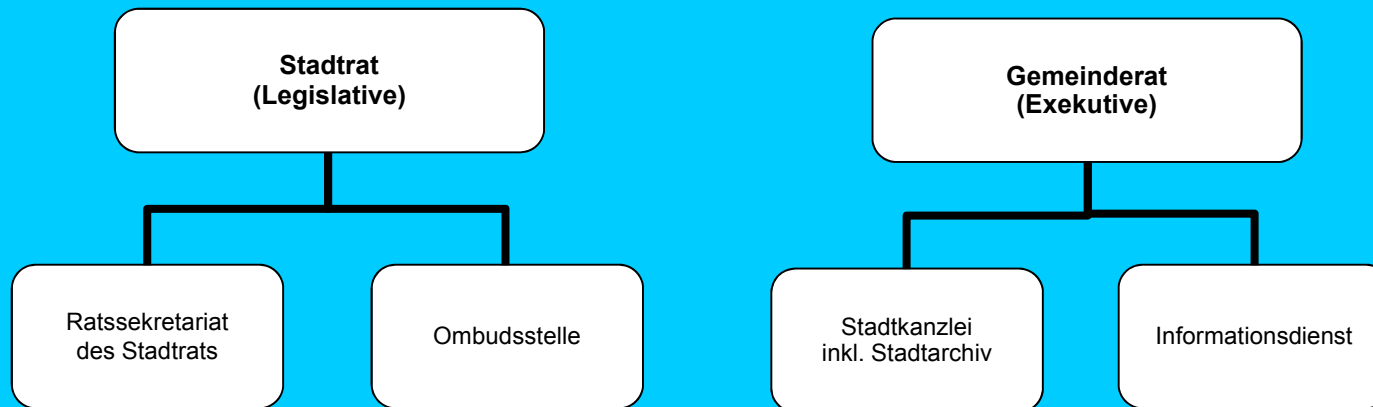 Stadtrat
(Legislative)
Gemeinderat
(Exekutive)
Ratssekretariat
des Stadtrats
Ombudsstelle
Stadtkanzlei
inkl. Stadtarchiv
Informationsdienst